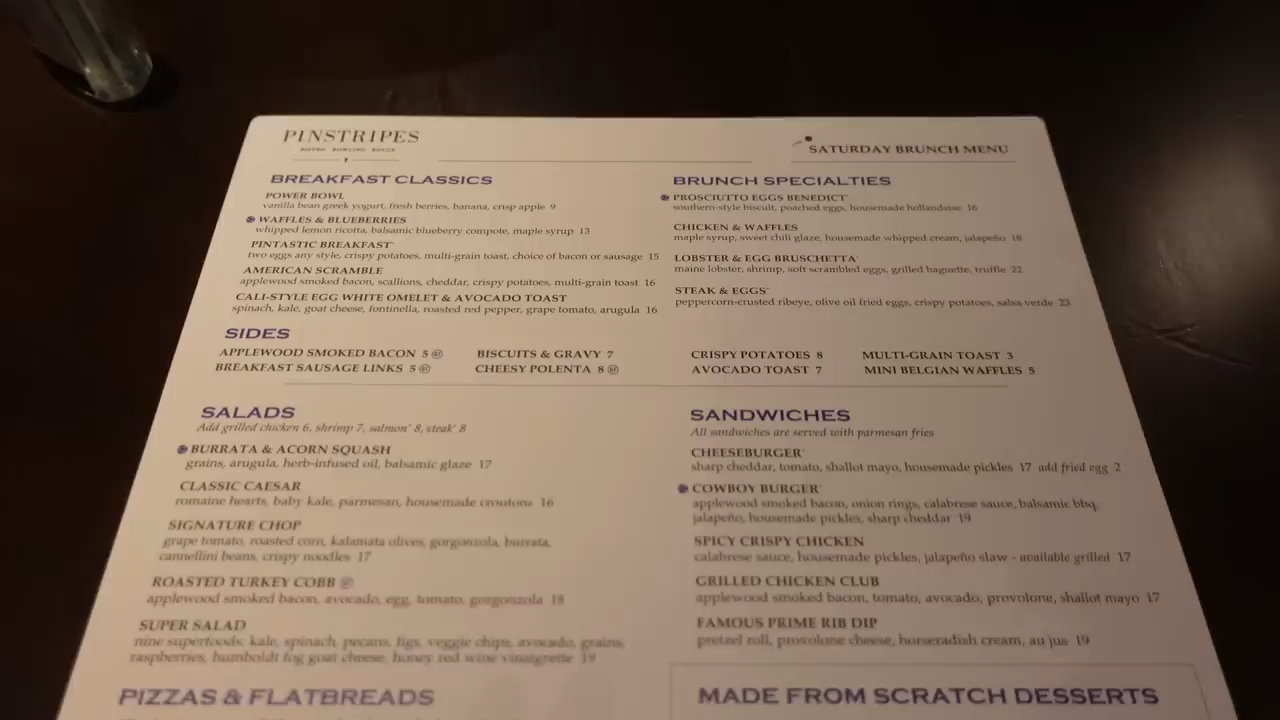 PINSTRIPES
BISTRO BOWLING BOCCE
SATURDAY BRUNCH MENU
BREAKFAST CLASSICS
POWER BOWL
vanilla bean greek yogurt, fresh berries, banana, crisp apple 9
WAFFLES & BLUEBERRIES
whipped lemon ricotta, balsamic blueberry compote, maple syrup 13
PINTASTIC BREAKFAST*
two eggs any style, crispy potatoes, multi-grain toast, choice of bacon or sausage 15
AMERICAN SCRAMBLE
applewood smoked bacon, scallions, cheddar, crispy potatoes, multi-grain toast 16
CALI-STYLE EGG WHITE OMELET & AVOCADO TOAST
spinach, kale, goat cheese, fontinella, roasted red pepper, grape tomato, arugula 16
BRUNCH SPECIALTIES
PROSCIUTTO EGGS BENEDICT*
southern-style biscuit, poached eggs, housemade hollandaise 16
CHICKEN & WAFFLES
maple syrup, sweet chili glaze, housemade whipped cream, jalapeño 18
LOBSTER & EGG BRUSCHETTA*
maine lobster, shrimp, soft scrambled eggs, grilled baguette, truffle 22
STEAK & EGGS*
peppercorn-crusted ribeye, olive oil fried eggs, crispy potatoes, salsa verde 23
SIDES
APPLEWOOD SMOKED BACON 5
BREAKFAST SAUSAGE LINKS 5
BISCUITS & GRAVY 7
CHEESY POLENTA 8
CRISPY POTATOES 8
AVOCADO TOAST 7
MULTI-GRAIN TOAST 3
MINI BELGIAN WAFFLES 5
SALADS
Add grilled chicken 6, shrimp 7, salmon* 8, steak* 8
BURRATA & ACORN SQUASH
grains, arugula, herb-infused oil, balsamic glaze 17
CLASSIC CAESAR
romaine hearts, baby kale, parmesan, housemade croutons 16
SIGNATURE CHOP
grape tomato, roasted corn, kalamata olives, gorgonzola, burrata,
cannellini beans, crispy noodles 17
ROASTED TURKEY COBB
applewood smoked bacon, avocado, egg, tomato, gorgonzola 18
SUPER SALAD
nine superfoods: kale, spinach, pecans, figs, veggie chips, avocado, grains,
raspberries, humboldt fog goat cheese, honey red wine vinaigrette 19
SANDWICHES
All sandwiches are served with parmesan fries
CHEESEBURGER*
sharp cheddar, tomato, shallot mayo, housemade pickles 17 add fried egg 2
COWBOY BURGER*
applewood smoked bacon, onion rings, calabrese sauce, balsamic bbq,
jalapeño, housemade pickles, sharp cheddar 19
SPICY CRISPY CHICKEN
calabrese sauce, housemade pickles, jalapeño slaw - available grilled 17
GRILLED CHICKEN CLUB
applewood smoked bacon, tomato, avocado, provolone, shallot mayo 17
FAMOUS PRIME RIB DIP
pretzel roll, provolone cheese, horseradish cream, au jus 19
PIZZAS & FLATBREADS
MADE FROM SCRATCH DESSERTS